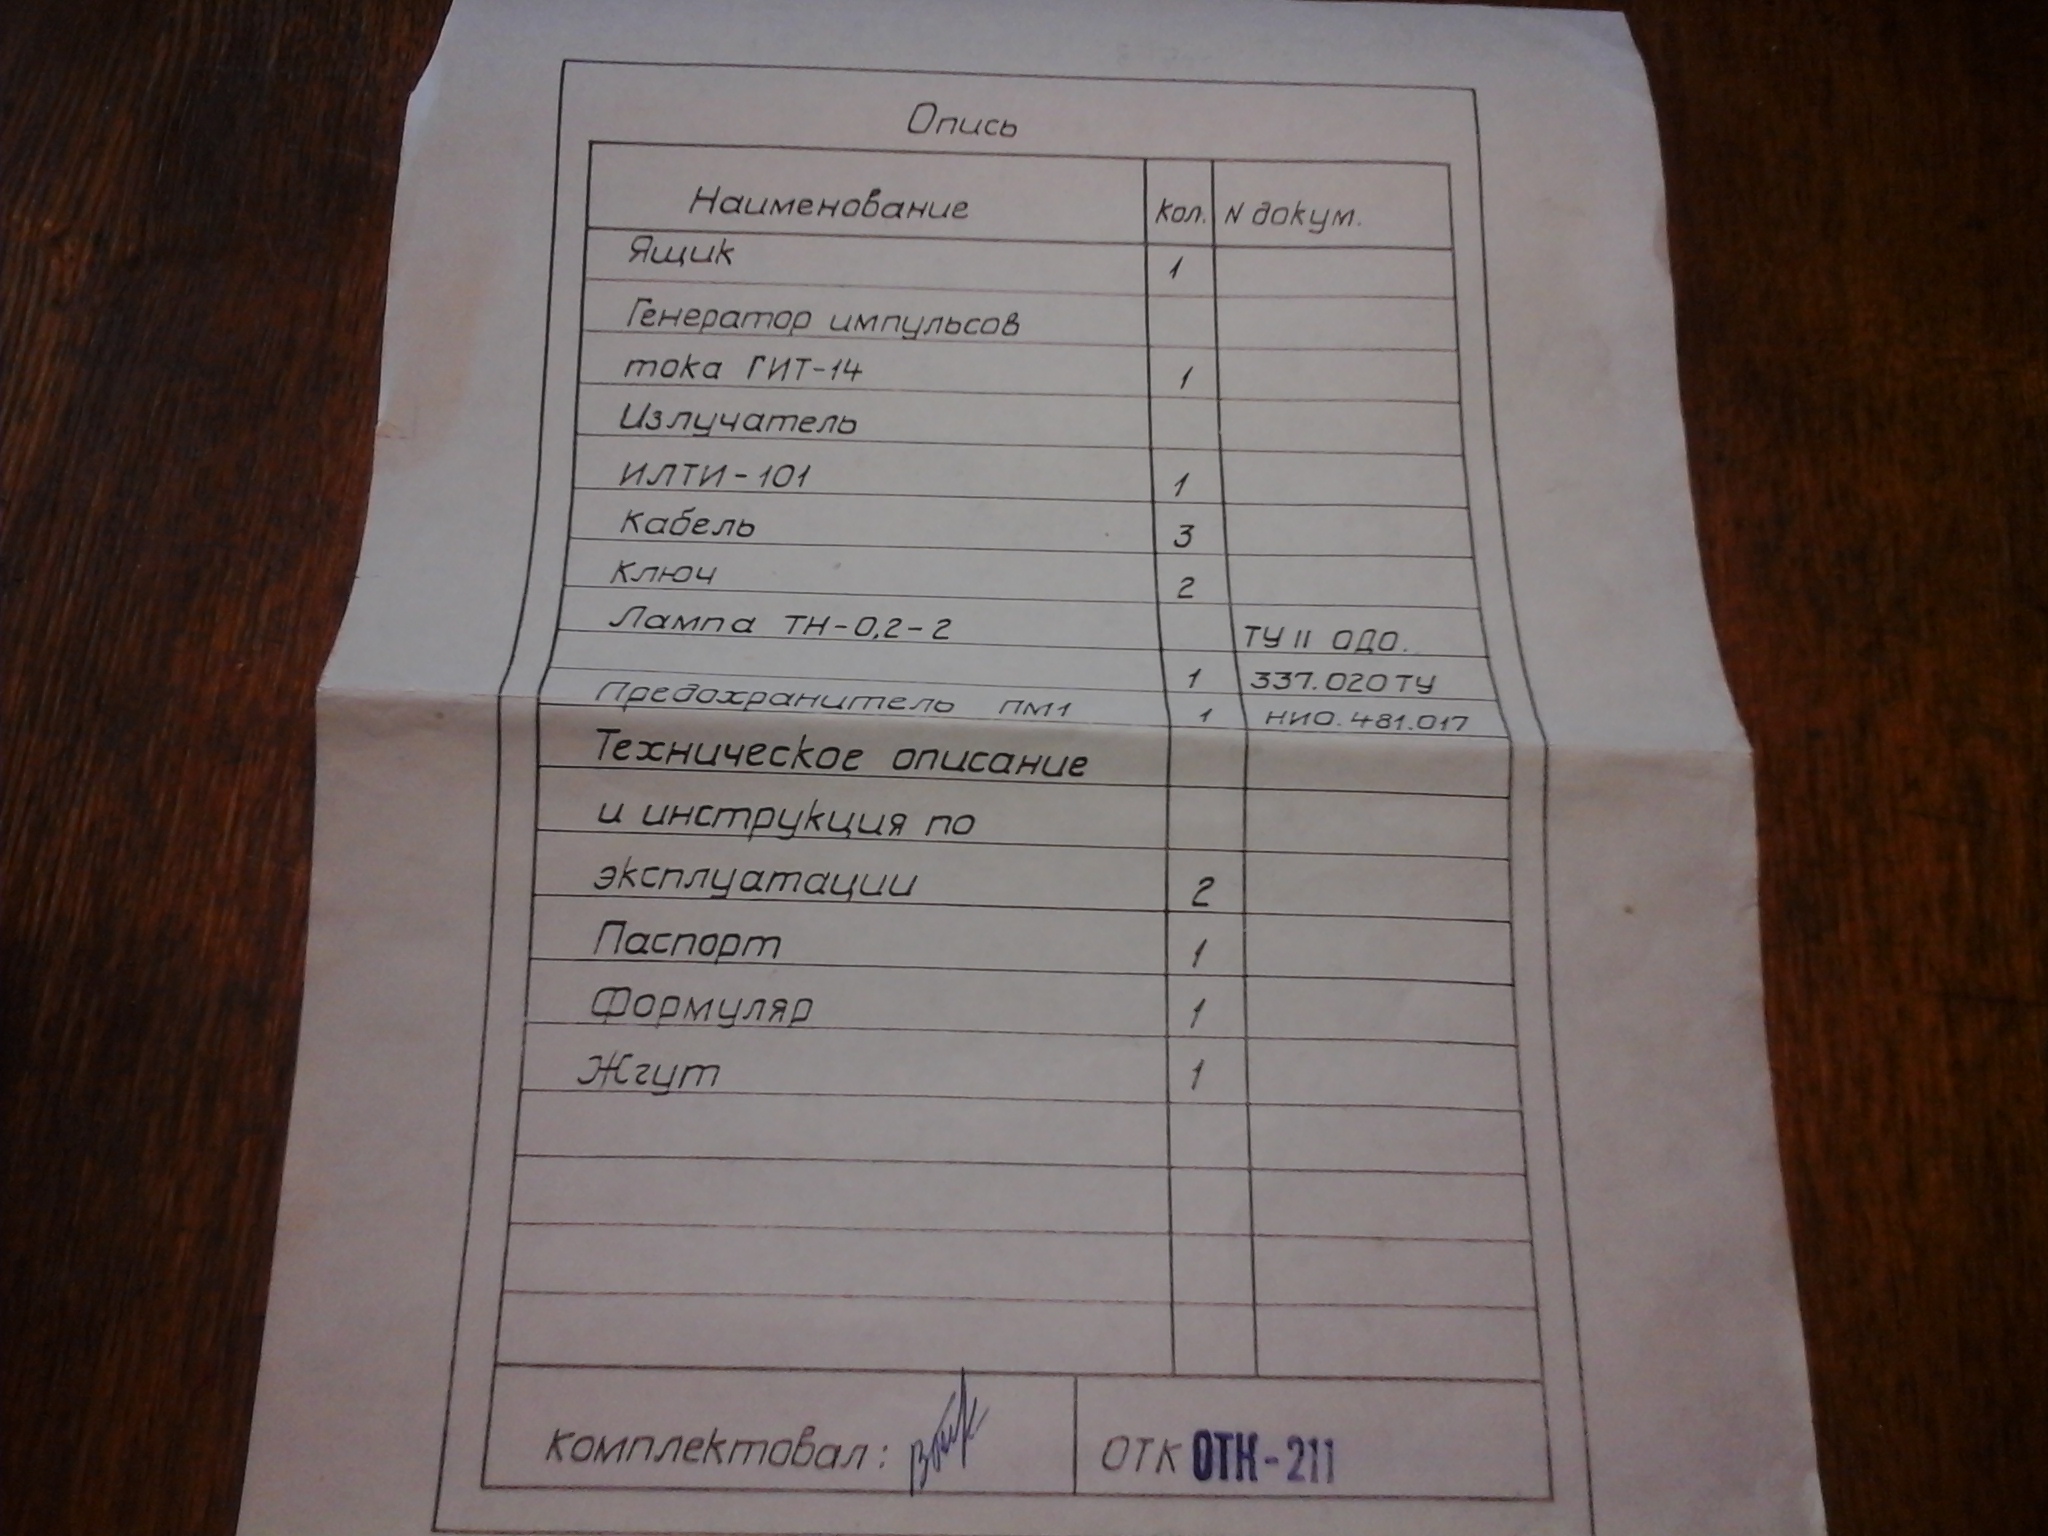 Опись
Наименование Кол. N докум.
Ящик 1
Генератор импульсов
тока ГИТ-14 1
Излучатель
ИЛТИ-101 1
Кабель 3
Ключ 2
Лампа ТН-0,2-2 ТУ II ОДО.
1 337.020ТУ
Предохранитель ПМ1 1 НИО.481.017
Техническое описание
и инструкция по
эксплуатации 2
Паспорт 1
Формуляр 1
Жгут 1
Комплектовал: ОТК ОТК-211